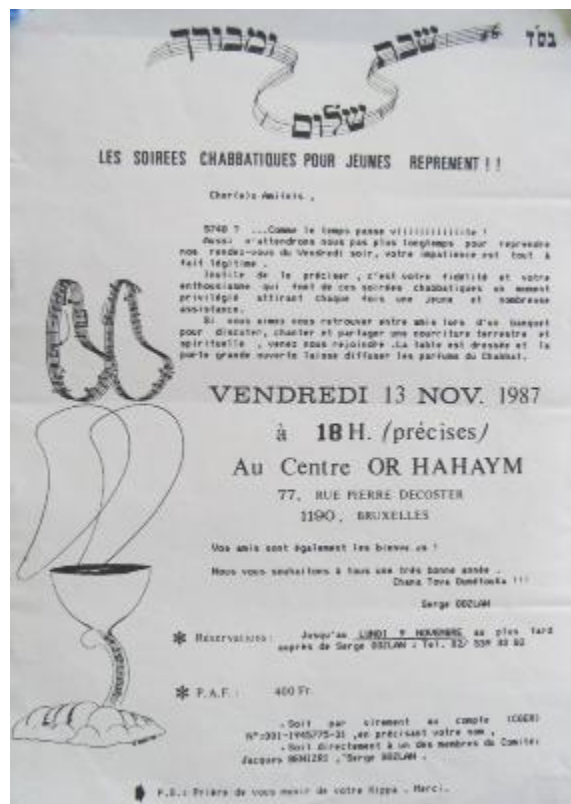 בס"ד
שבת
שלום
ומבורך
LES SOIREES CHABBATIQUES POUR JEUNES REPRENENT ! !
Cher(e)s Ami(e)s ,
5748 ? ...Comme le temps passe viiiiiiiiiiiite !
Aussi n'attendrons nous pas plus longtemps pour reprendre
nos rendez-vous du Vendredi soir, votre impatience est tout à
fait légitime .
Inutile de le préciser , c'est votre fidélité et votre
enthousiasme qui font de ces soirées chabbatiques un moment
privilégié attirant chaque fois une jeune et nombreuse
assistance.
Si vous aimez vous retrouver entre amis lors d'un banquet
pour discuter, chanter et partager une nourriture terrestre et
spirituelle , venez nous rejoindre .La table est dressée et la
porte grande ouverte laisse diffuser les parfums du Chabbat.
VENDREDI 13 NOV. 1987
à 18 H. /précises/
Au Centre OR HAHAYM
77, RUE PIERRE DECOSTER
1190, BRUXELLES
Vos amis sont également les bienvenus !
Nous vous souhaitons à tous une très bonne année .
Chana Tova Oumétouka !!!
Serge OOZLAN
* Réservations : Jusqu'au LUNDI 9 NOVEMBRE au plus tard
auprès de Serge OOZLAN : Tel. 02/
* P.A.F. : 400 Fr.
. Soit par virement au compte (CGER)
N°:001-1945775-31 ,en précisant votre nom ,
. Soit directement à un des membres du Comité:
Jacques BENIZRI , Serge OOZLAN .
P.S.: Prière de vous munir de votre Kippa . Merci.